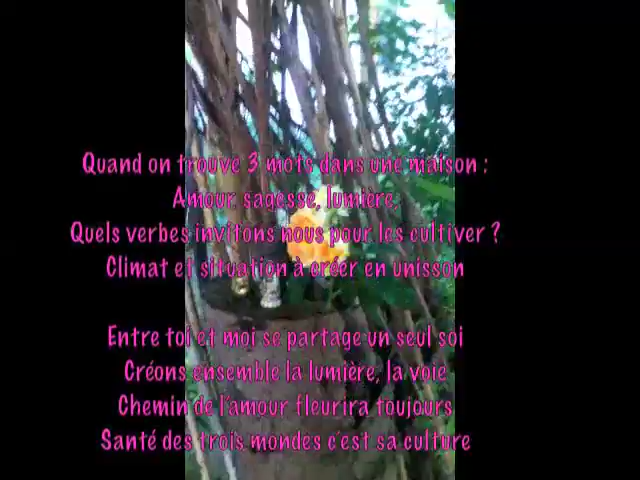 Quand on trouve 3 mots dans une maison :
Amour sagesse, lumière,
Quels verbes invitons nous pour les cultiver ?
Climat et situation à créer en unisson
Entre toi et moi se partage un seul soi
Créons ensemble la lumière, la voie
Chemin de l'amour fleurira toujours
Santé des trois mondes c'est sa culture